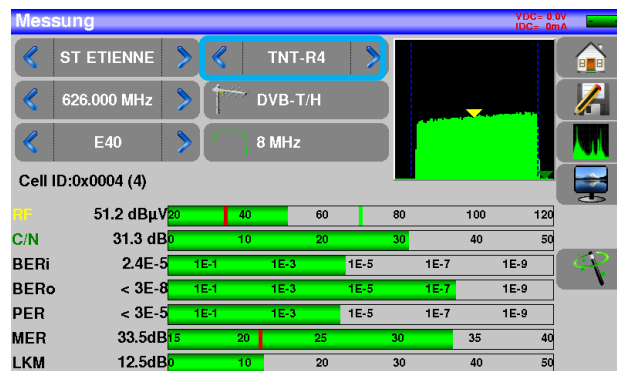 Messung
VDC= 0.0V
IDC= 0mA
ST ETIENNE
TNT-R4
626.000 MHz
DVB-T/H
E40
8 MHz
Cell ID:0x0004 (4)
RF 51.2 dBµV 20 40 60 80 100 120
C/N 31.3 dB 0 10 20 30 40 50
BERi 2.4E-5 1E-1 1E-3 1E-5 1E-7 1E-9
BERo < 3E-8 1E-1 1E-3 1E-5 1E-7 1E-9
PER < 3E-5 1E-1 1E-3 1E-5 1E-7 1E-9
MER 33.5dB 15 20 25 30 35 40
LKM 12.5dB 0 10 20 30 40 50